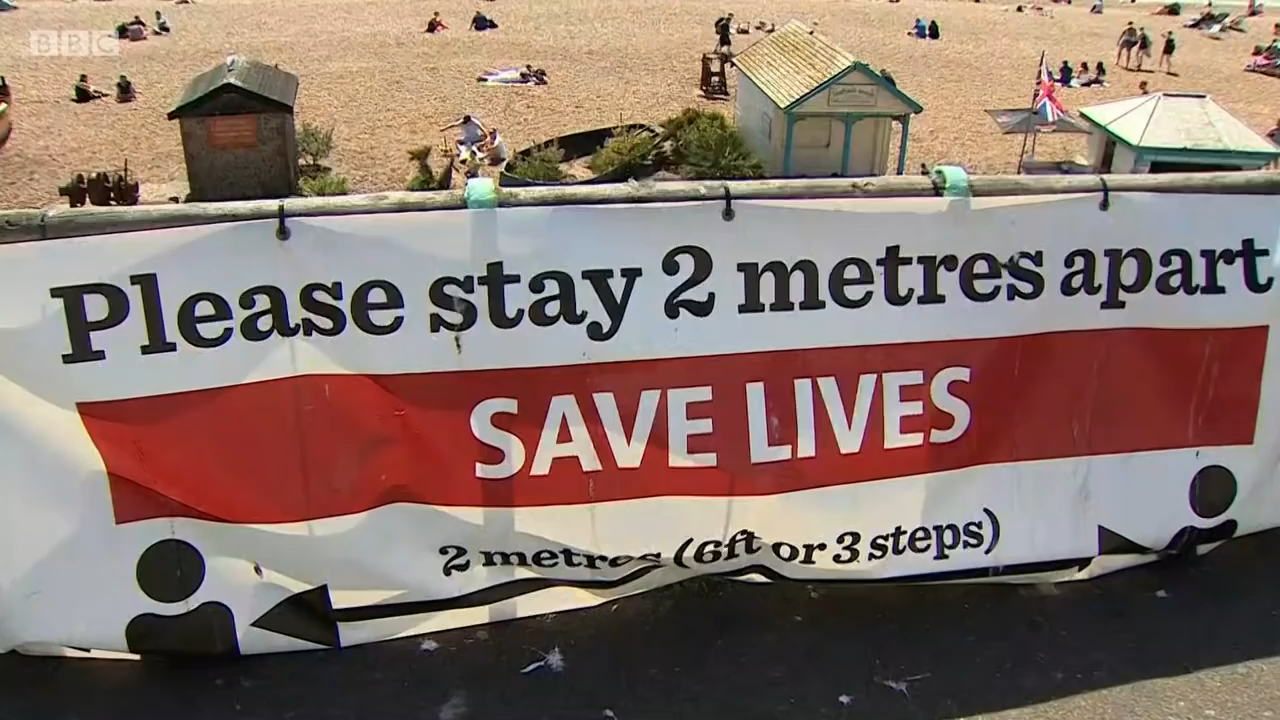 BBC
Please stay 2 metres apart
SAVE LIVES
2 metres (6ft or 3 steps)